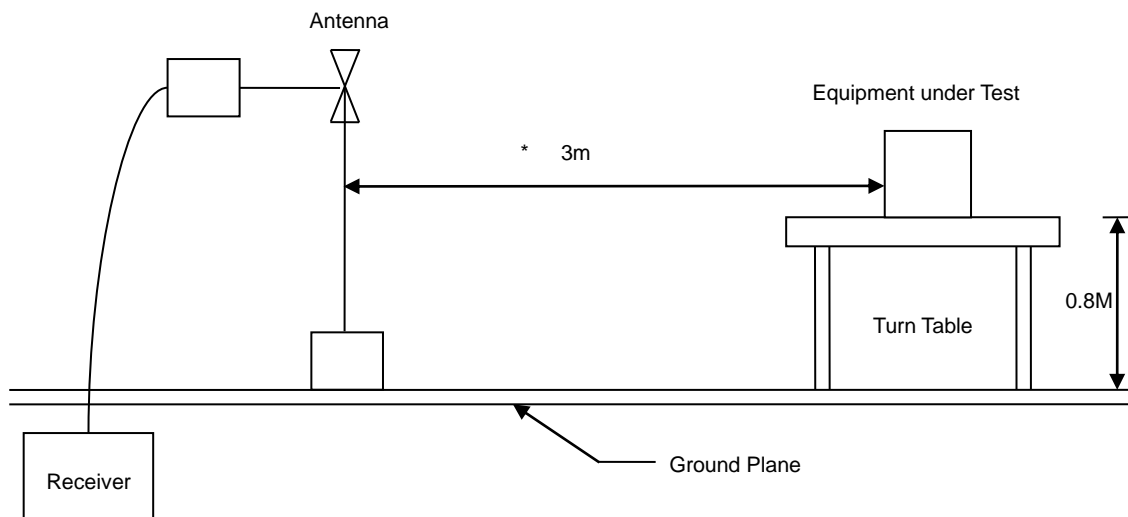 Antenna
Equipment under Test
* 3m
0.8M
Turn Table
Ground Plane
Receiver